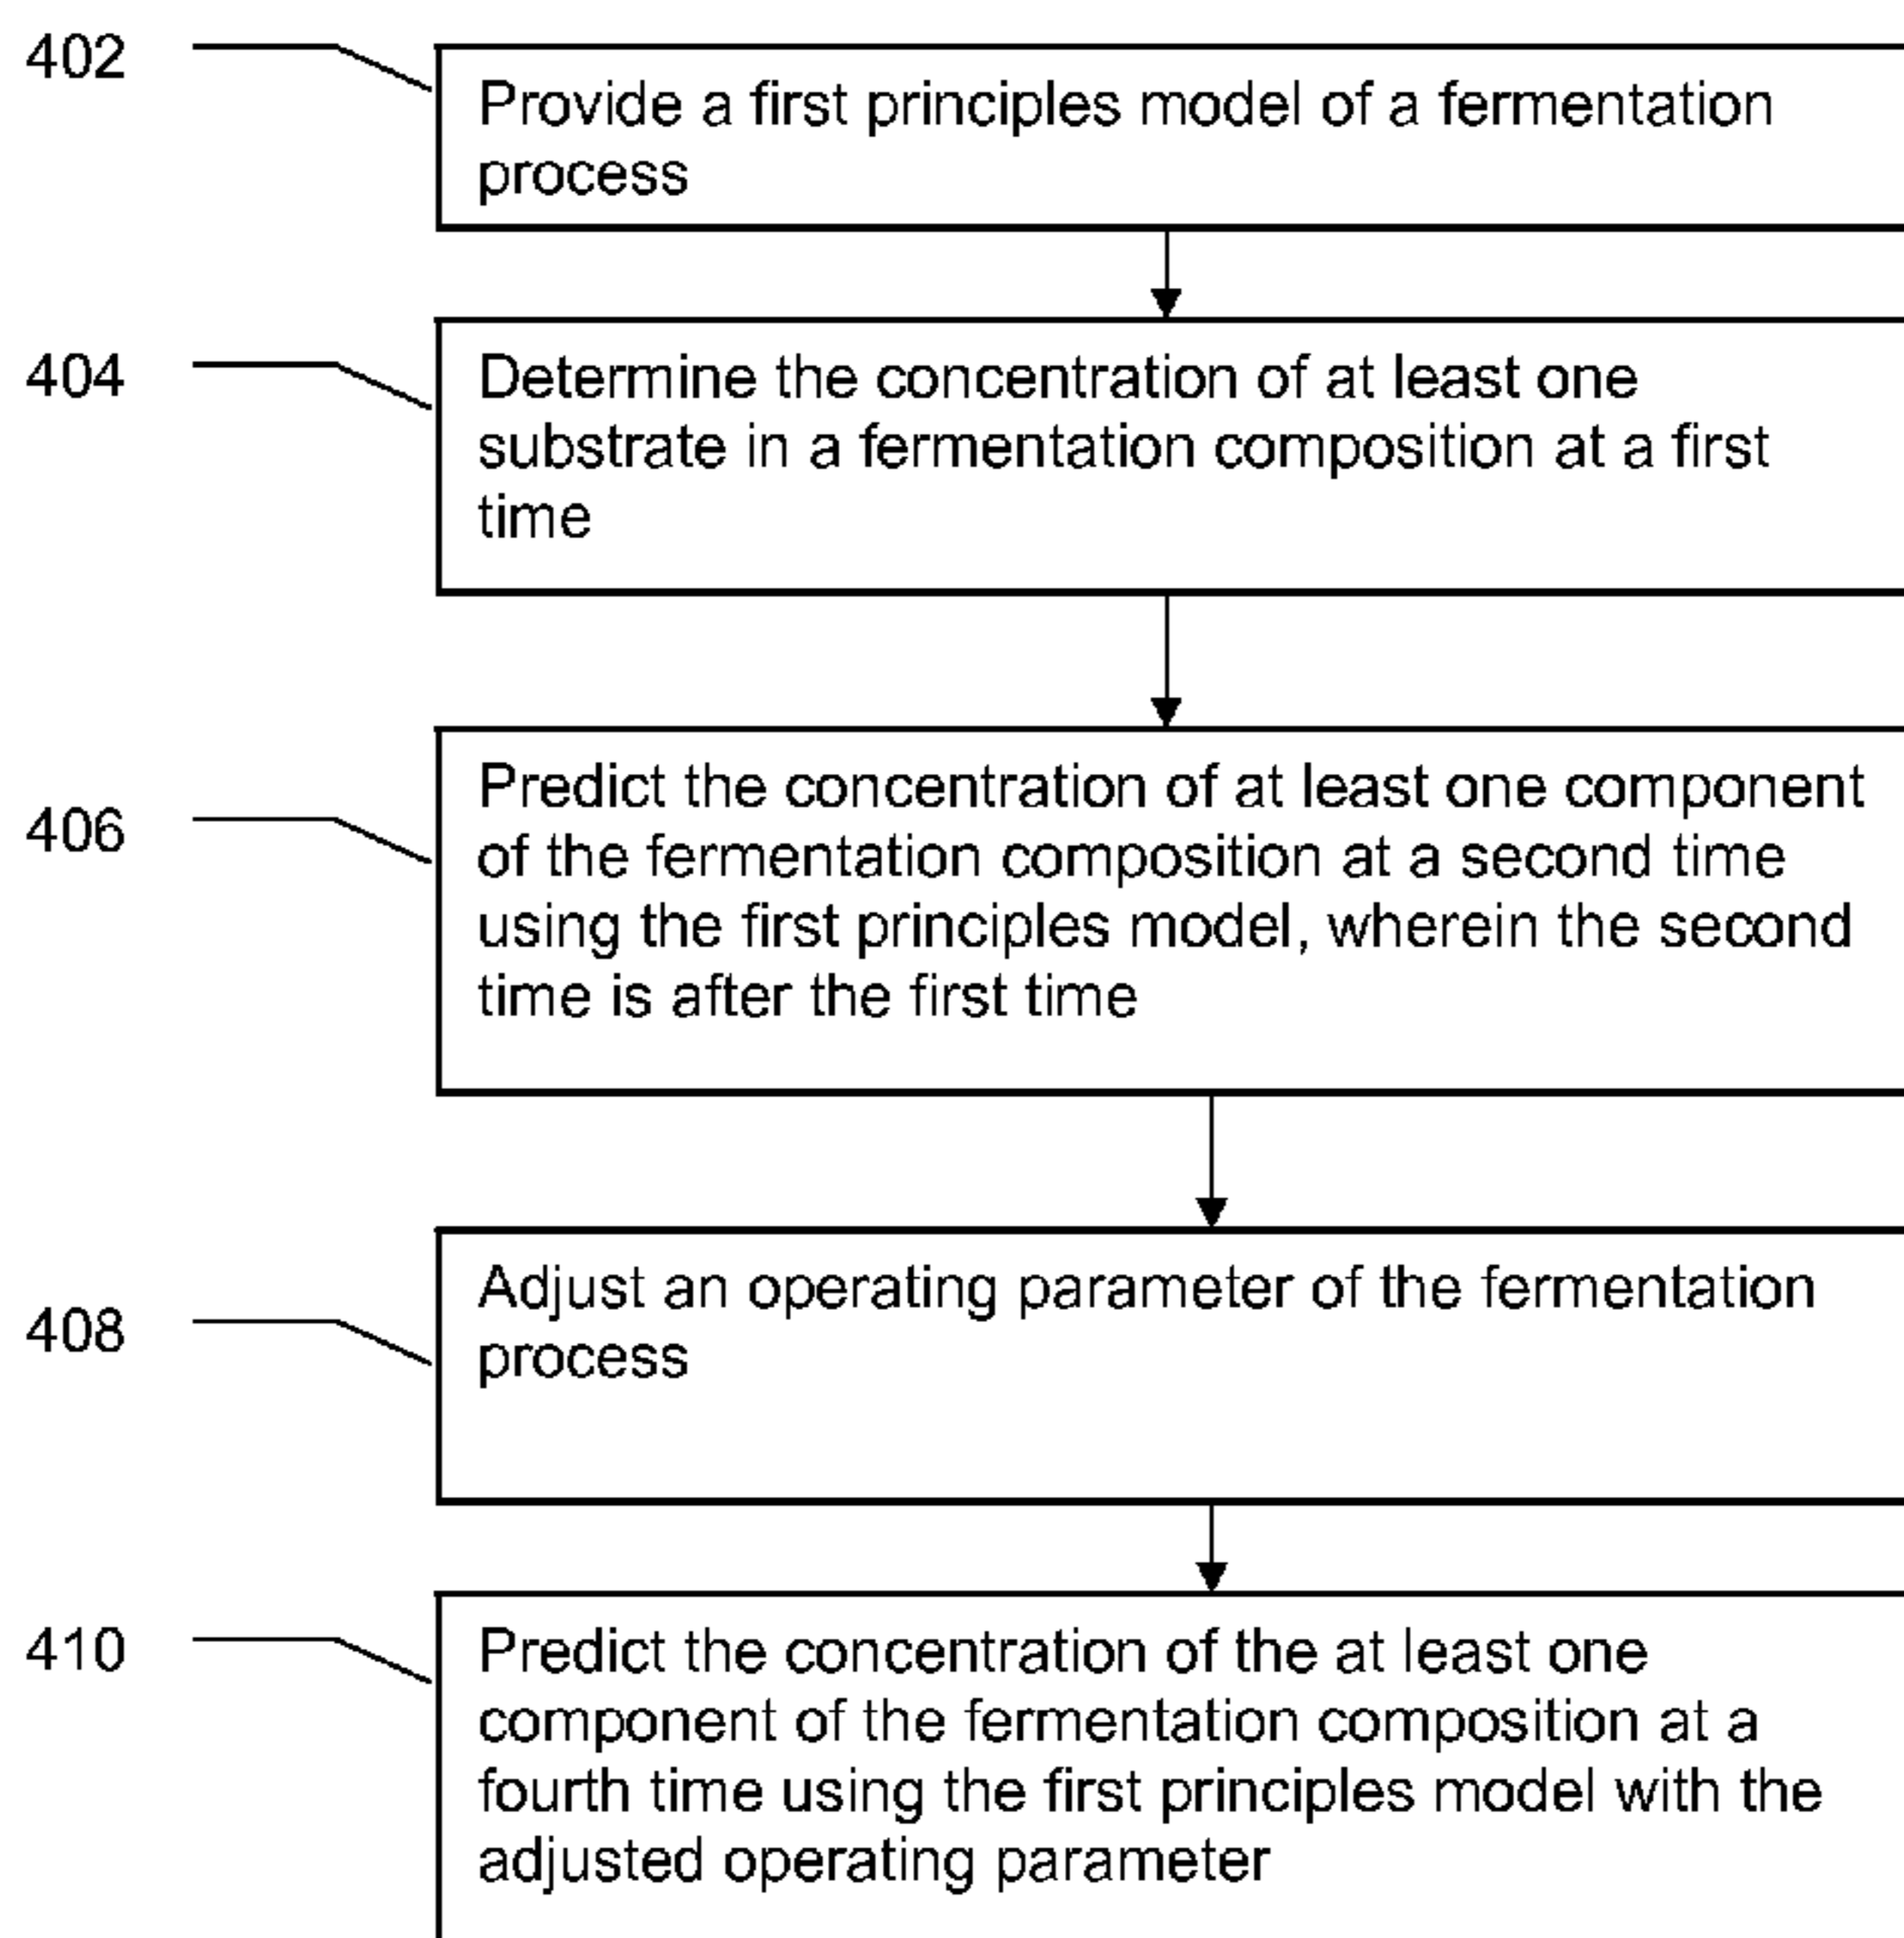 402
Provide a first principles model of a fermentation
process
404
Determine the concentration of at least one
substrate in a fermentation composition at a first
time
406
Predict the concentration of at least one component
of the fermentation composition at a second time
using the first principles model, wherein the second
time is after the first time
408
Adjust an operating parameter of the fermentation
process
410
Predict the concentration of the at least one
component of the fermentation composition at a
fourth time using the first principles model with the
adjusted operating parameter